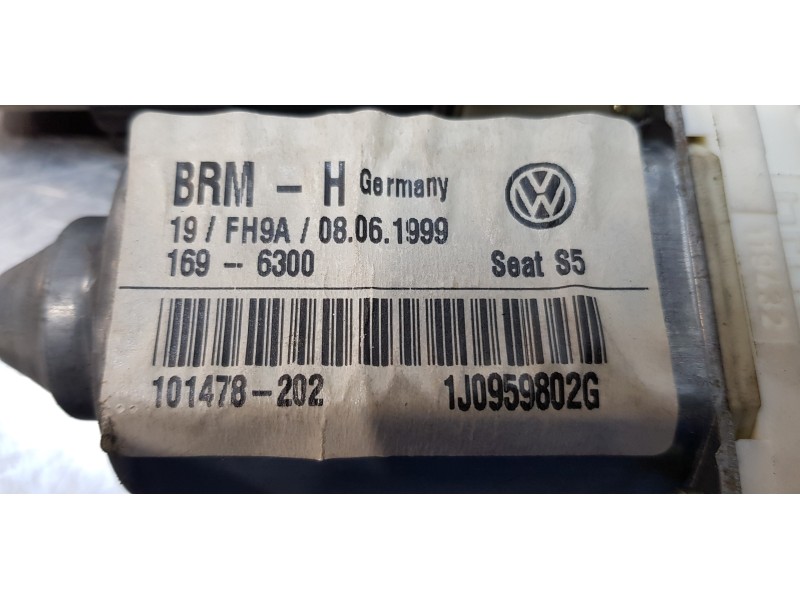 BRM - H Germany
19 / FH9A / 08.06.1999
169 - 6300 Seat S5
101478-202 1J0959802G